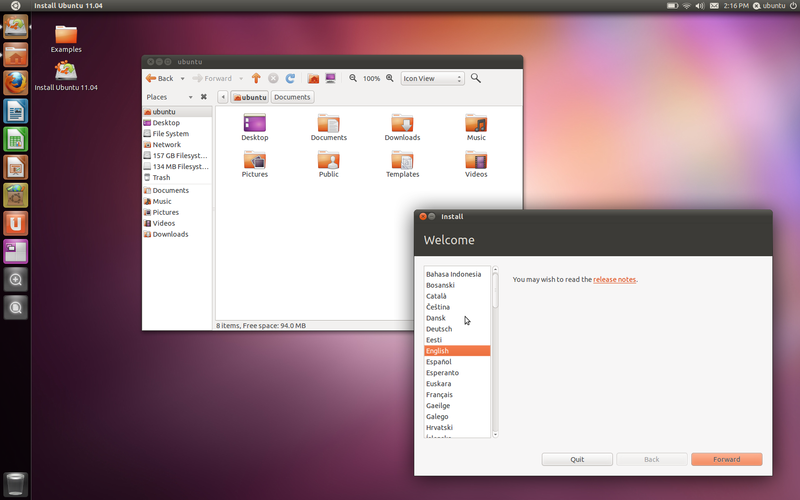 Install Ubuntu 11.04
2:16 PM
ubuntu
Examples
Install Ubuntu 11.04
ubuntu
Back
Forward
100%
Icon View
Places
ubuntu
Documents
ubuntu
Desktop
File System
Network
157 GB Filesyst...
134 MB Filesyst...
Trash
Documents
Music
Pictures
Videos
Downloads
Desktop
Documents
Downloads
Music
Pictures
Public
Templates
Videos
8 items, Free space: 94.0 MB
Install
Welcome
Bahasa Indonesia
Bosanski
Català
Čeština
Dansk
Deutsch
Eesti
English
Español
Esperanto
Euskara
Français
Gaeilge
Galego
Hrvatski
You may wish to read the release notes.
Quit
Back
Forward